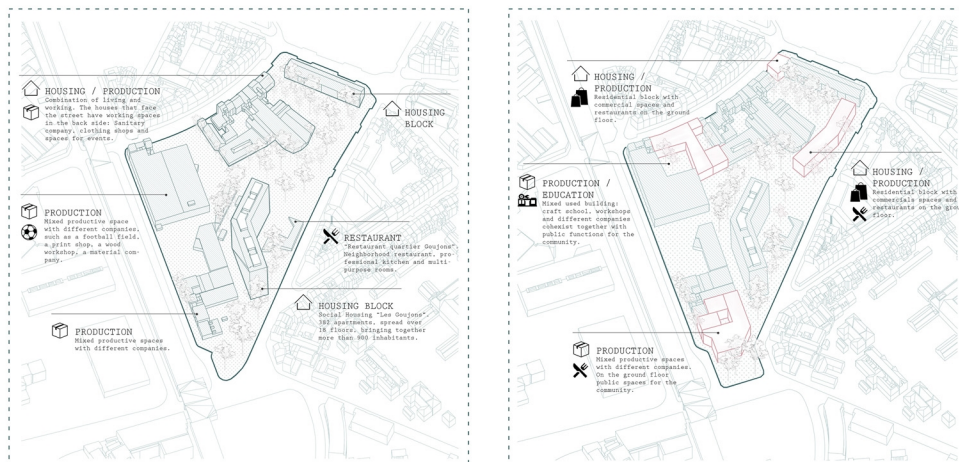 HOUSING / PRODUCTION
Combination of living and
working. The houses that face
the street have working spaces
in the back side: Sanitary
company, clothing shops and
spaces for events.
HOUSING
BLOCK
PRODUCTION
Mixed productive space
with different companies,
such as a football field,
a print shop, a wood
workshop, a material com-
pany.
RESTAURANT
"Restaurant quartier Goujons"
Neighborhood restaurant, pro-
fessional kitchen and multi-
purpose rooms.
HOUSING BLOCK
Social Housing "Les Goujons".
382 apartments, spread over
18 floors, bringing together
more than 900 inhabitants.
PRODUCTION
Mixed productive spaces
with different companies.
HOUSING /
PRODUCTION
Residential block with
commercial spaces and
restaurants on the ground
floor.
HOUSING /
PRODUCTION
Residential block with
commercials spaces and
restaurants on the grou
floor.
PRODUCTION /
EDUCATION
Mixed used building:
craft school, workshops
and different companies
cohexist together with
public functions for the
community.
PRODUCTION
Mixed productive spaces
with different companies.
On the ground floor
public spaces for the
community.